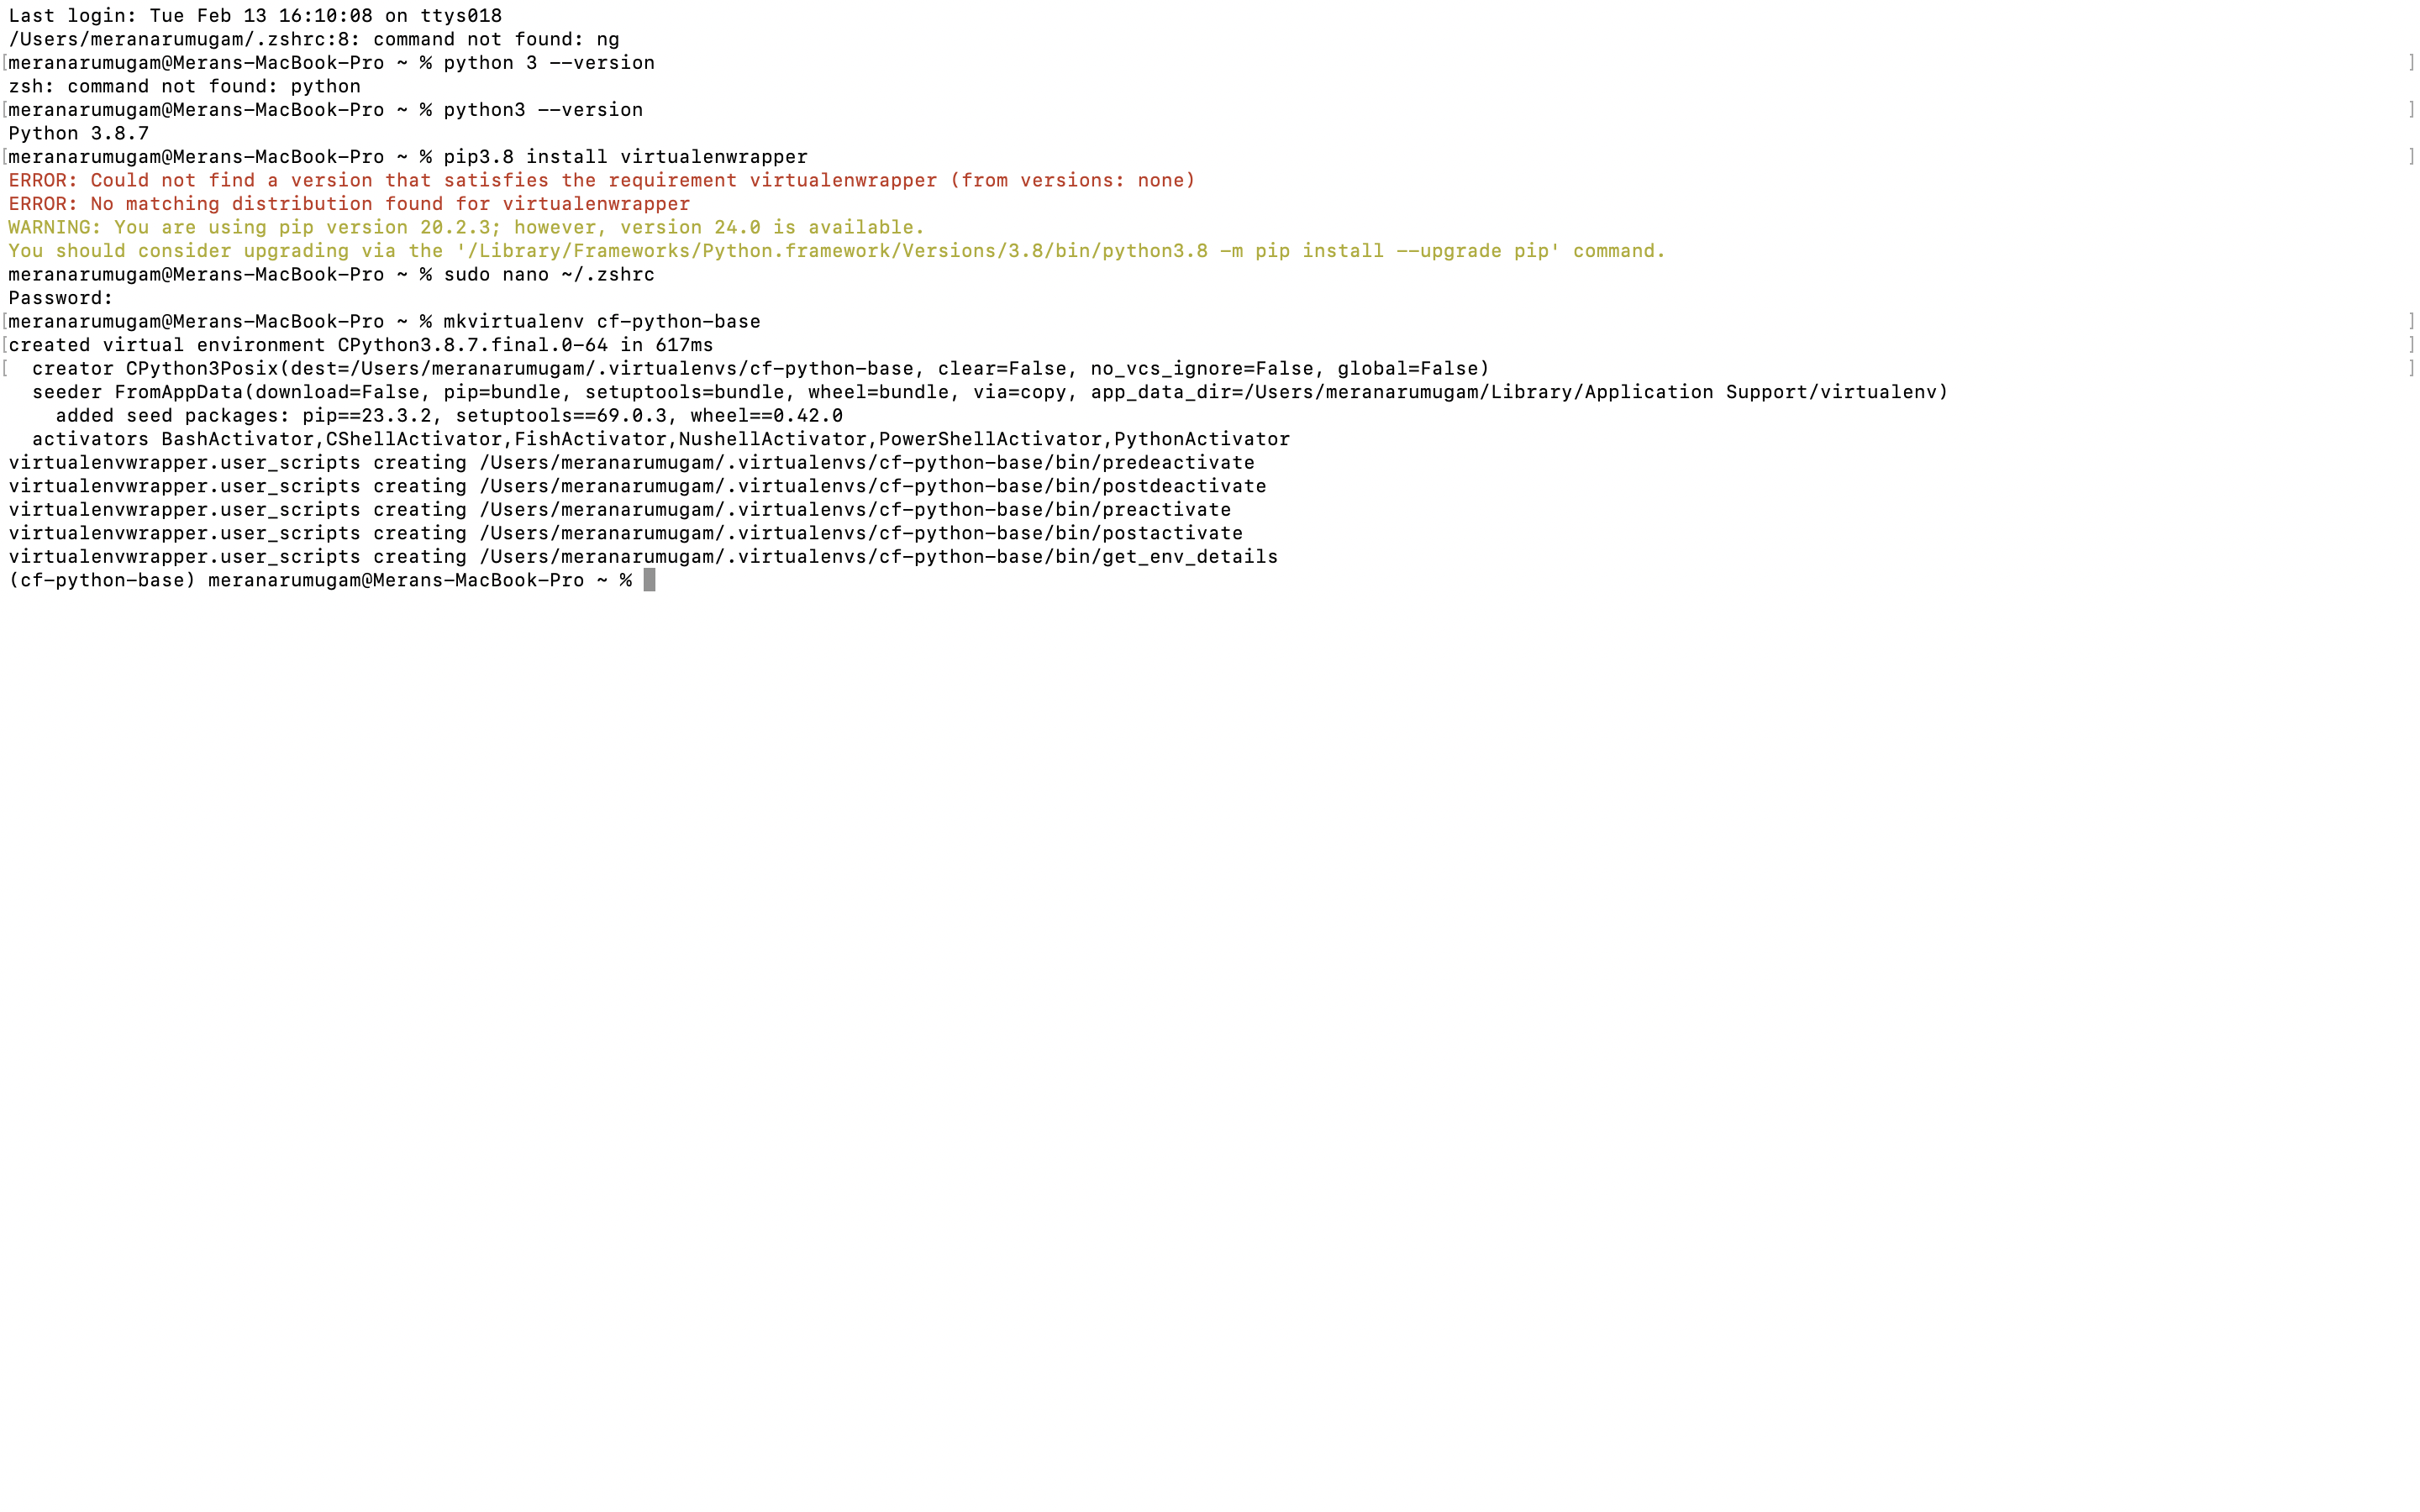 Last login: Tue Feb 13 16:10:08 on ttys018
/Users/meranarumugam/.zshrc:8: command not found: ng
[meranarumugam@Merans-MacBook-Pro ~ % python 3 --version ]
zsh: command not found: python
[meranarumugam@Merans-MacBook-Pro ~ % python3 --version ]
Python 3.8.7
[meranarumugam@Merans-MacBook-Pro ~ % pip3.8 install virtualenwrapper ]
ERROR: Could not find a version that satisfies the requirement virtualenwrapper (from versions: none)
ERROR: No matching distribution found for virtualenwrapper
WARNING: You are using pip version 20.2.3; however, version 24.0 is available.
You should consider upgrading via the '/Library/Frameworks/Python.framework/Versions/3.8/bin/python3.8 -m pip install --upgrade pip' command.
meranarumugam@Merans-MacBook-Pro ~ % sudo nano ~/.zshrc
Password:
[meranarumugam@Merans-MacBook-Pro ~ % mkvirtualenv cf-python-base ]
[created virtual environment CPython3.8.7.final.0-64 in 617ms ]
[  creator CPython3Posix(dest=/Users/meranarumugam/.virtualenvs/cf-python-base, clear=False, no_vcs_ignore=False, global=False) ]
  seeder FromAppData(download=False, pip=bundle, setuptools=bundle, wheel=bundle, via=copy, app_data_dir=/Users/meranarumugam/Library/Application Support/virtualenv)
    added seed packages: pip==23.3.2, setuptools==69.0.3, wheel==0.42.0
  activators BashActivator,CShellActivator,FishActivator,NushellActivator,PowerShellActivator,PythonActivator
virtualenvwrapper.user_scripts creating /Users/meranarumugam/.virtualenvs/cf-python-base/bin/predeactivate
virtualenvwrapper.user_scripts creating /Users/meranarumugam/.virtualenvs/cf-python-base/bin/postdeactivate
virtualenvwrapper.user_scripts creating /Users/meranarumugam/.virtualenvs/cf-python-base/bin/preactivate
virtualenvwrapper.user_scripts creating /Users/meranarumugam/.virtualenvs/cf-python-base/bin/postactivate
virtualenvwrapper.user_scripts creating /Users/meranarumugam/.virtualenvs/cf-python-base/bin/get_env_details
(cf-python-base) meranarumugam@Merans-MacBook-Pro ~ %